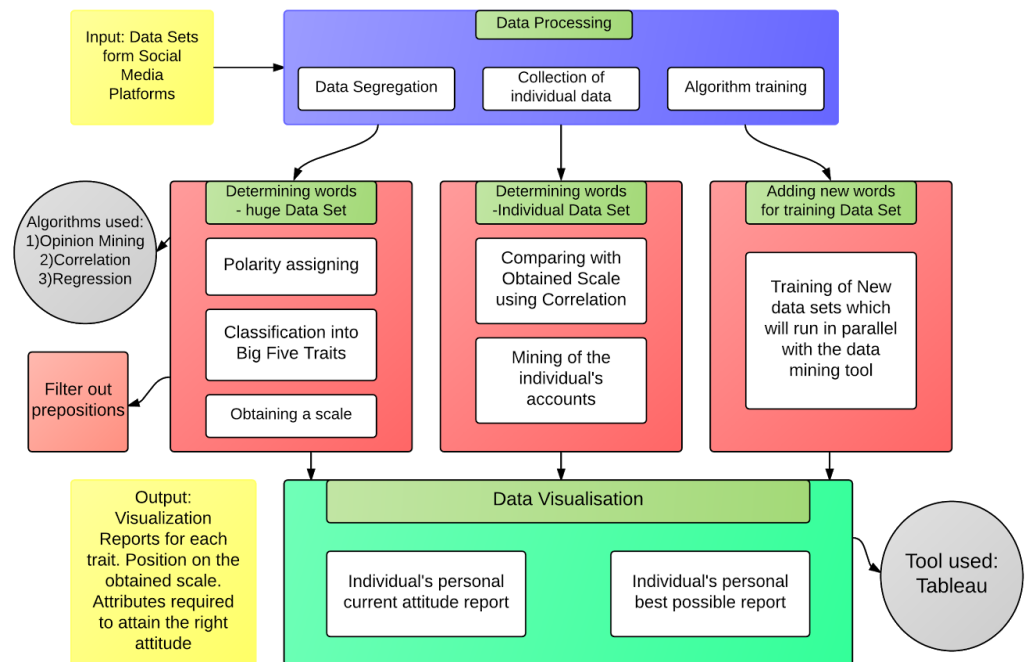 Input: Data Sets
form Social
Media
Platforms
Data Processing
Data Segregation
Collection of
individual data
Algorithm training
Algorithms used:
1)Opinion Mining
2)Correlation
3)Regression
Filter out
prepositions
Determining words
- huge Data Set
Polarity assigning
Classification into
Big Five Traits
Obtaining a scale
Determining words
-Individual Data Set
Comparing with
Obtained Scale
using Correlation
Mining of the
individual's
accounts
Adding new words
for training Data Set
Training of New
data sets which
will run in parallel
with the data
mining tool
Output:
Visualization
Reports for each
trait. Position on the
obtained scale.
Attributes required
to attain the right
attitude
Data Visualisation
Individual's personal
current attitude report
Individual's personal
best possible report
Tool used:
Tableau